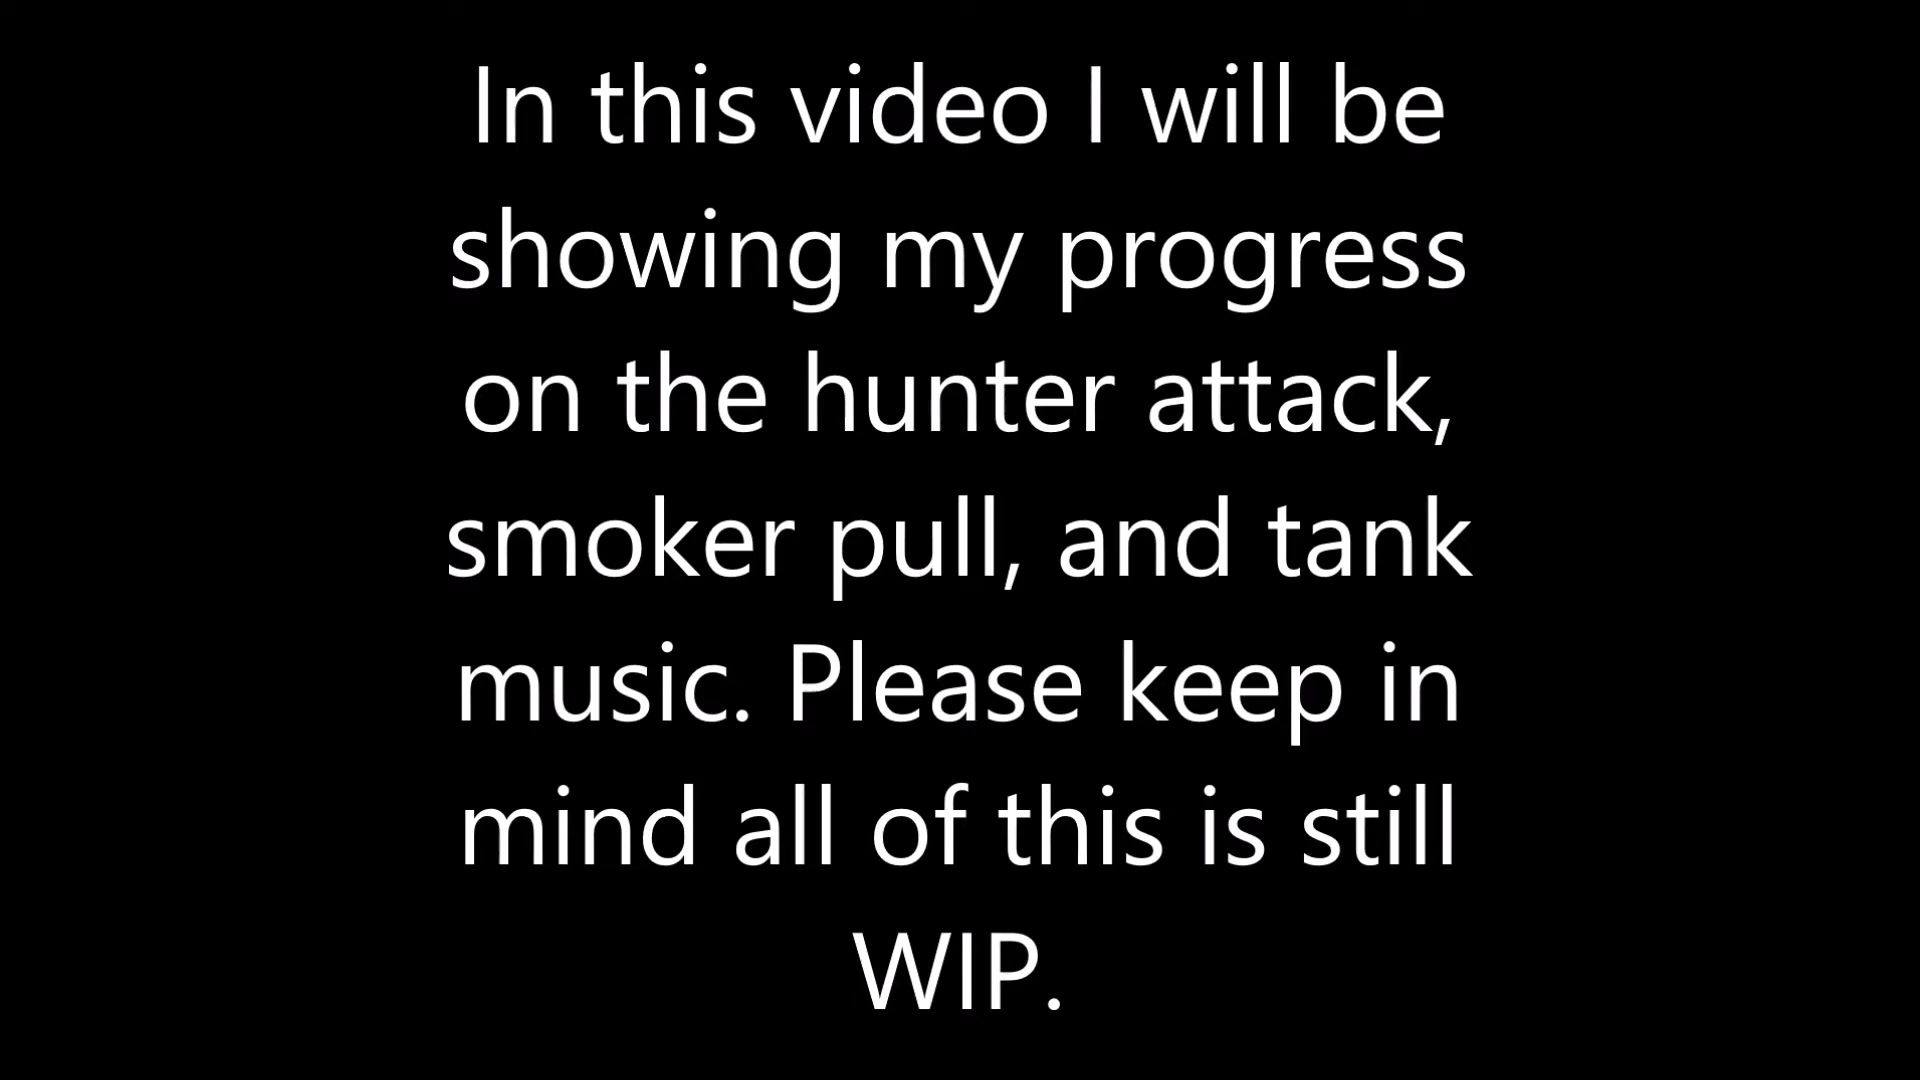 In this video I will be
showing my progress
on the hunter attack,
smoker pull, and tank
music. Please keep in
mind all of this is still
WIP.